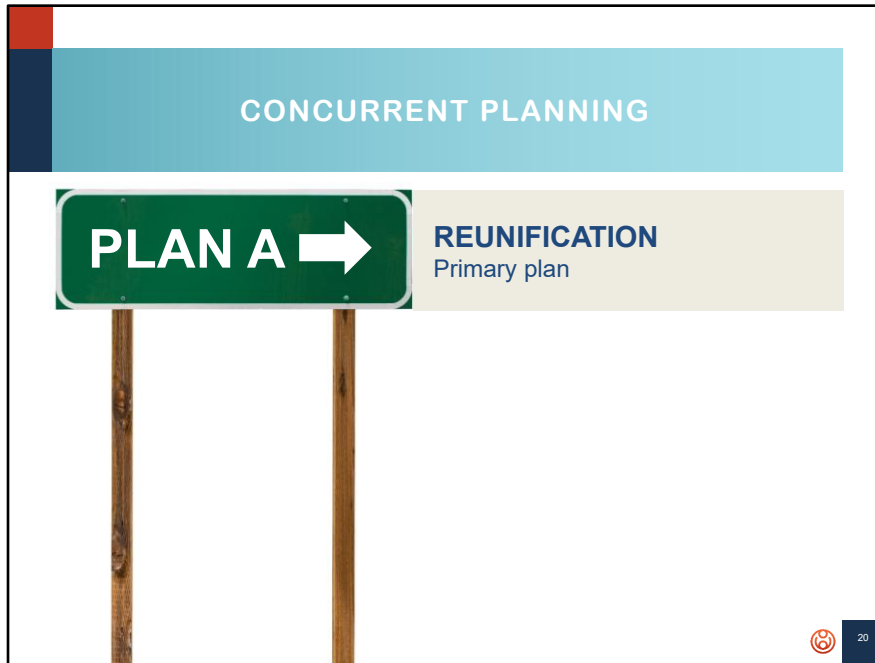 CONCURRENT PLANNING
PLAN A
REUNIFICATION
Primary plan
20